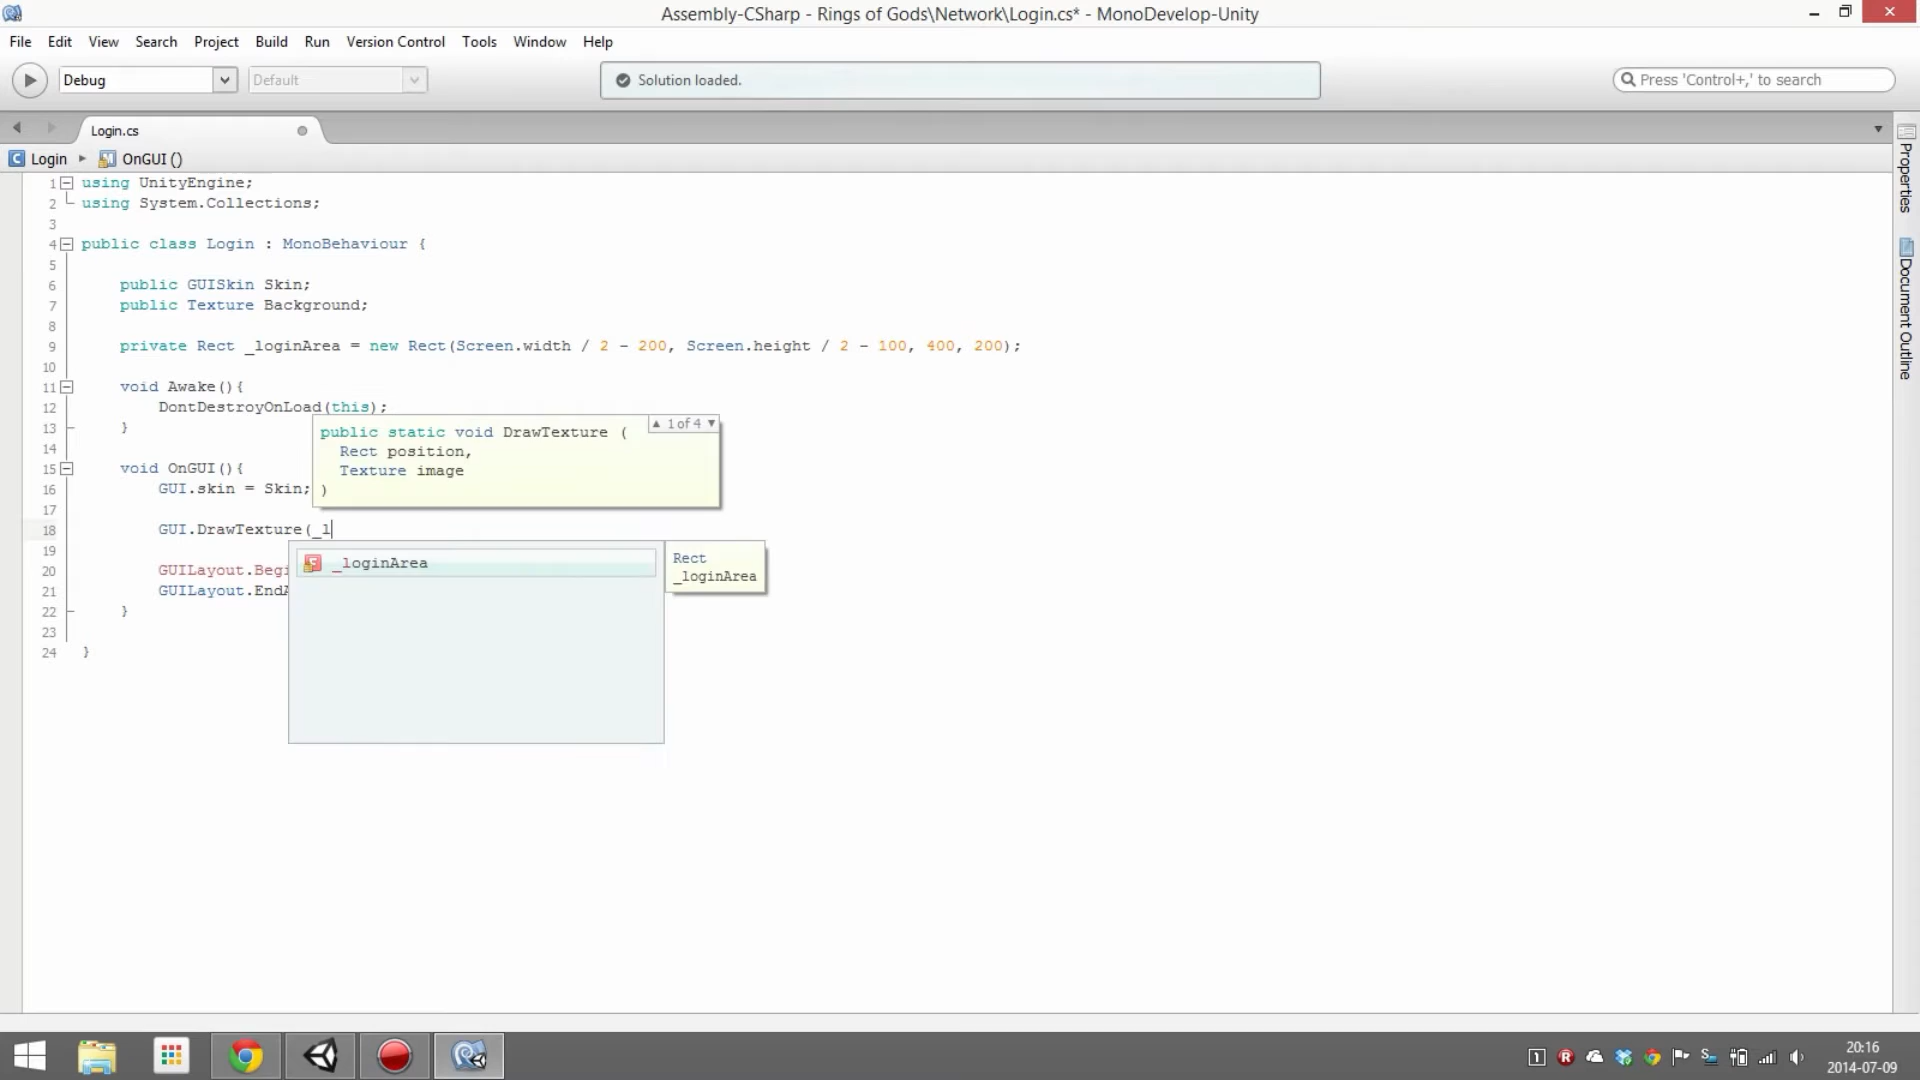 Assembly-CSharp - Rings of Gods\Network\Login.cs* - MonoDevelop-Unity
File Edit View Search Project Build Run Version Control Tools Window Help
Debug Default Solution loaded. Press 'Control+,' to search
Login.cs
Login OnGUI ()
1 using UnityEngine;
2 using System.Collections;
3
4 public class Login : MonoBehaviour {
5
6 public GUISkin Skin;
7 public Texture Background;
8
9 private Rect _loginArea = new Rect(Screen.width / 2 - 200, Screen.height / 2 - 100, 400, 200);
10
11 void Awake(){
12 DontDestroyOnLoad(this);
13 }
14
15 void OnGUI(){
16 GUI.skin = Skin;
17
18 GUI.DrawTexture(_l
19
20 GUILayout.Begi
21 GUILayout.EndA
22 }
23
24 }
1 of 4
public static void DrawTexture (
Rect position,
Texture image
)
_loginArea
Rect
_loginArea
Properties
Document Outline
20:16
2014-07-09